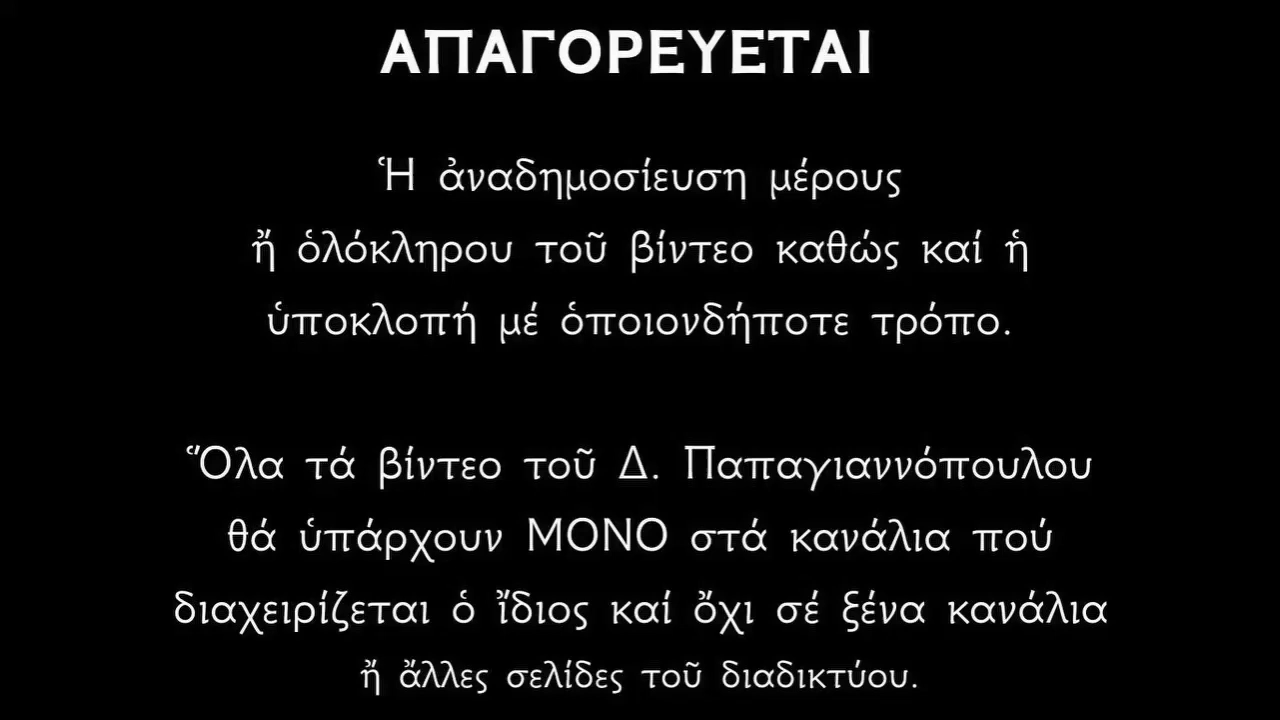 ΑΠΑΓΟΡΕΥΕΤΑΙ
Ἡ ἀναδημοσίευση μέρους
ἤ ὁλόκληρου τοῦ βίντεο καθώς καί ἡ
ὑποκλοπή μέ ὁποιονδήποτε τρόπο.
Ὅλα τά βίντεο τοῦ Δ. Παπαγιαννόπουλου
θά ὑπάρχουν ΜΟΝΟ στά κανάλια πού
διαχειρίζεται ὁ ἴδιος καί ὄχι σέ ξένα κανάλια
ἤ ἄλλες σελίδες τοῦ διαδικτύου.